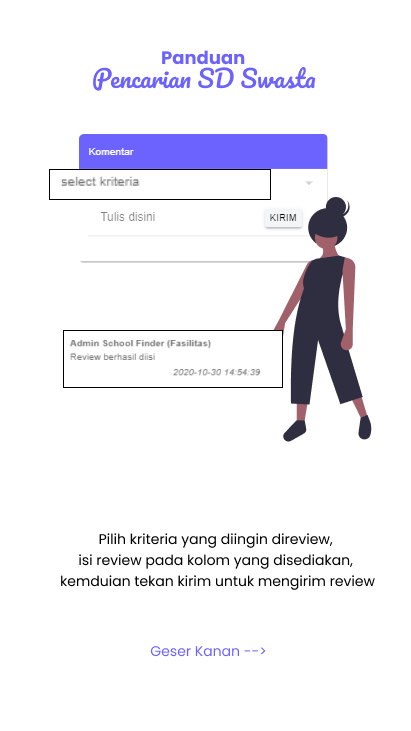 Panduan
Pencarian SD Swasta
Komentar
select kriteria
Tulis disini
KIRIM
Admin School Finder (Fasilitas)
Review berhasil diisi
2020-10-30 14:54:39
Pilih kriteria yang diingin direview,
isi review pada kolom yang disediakan,
kemduian tekan kirim untuk mengirim review
Geser Kanan -->